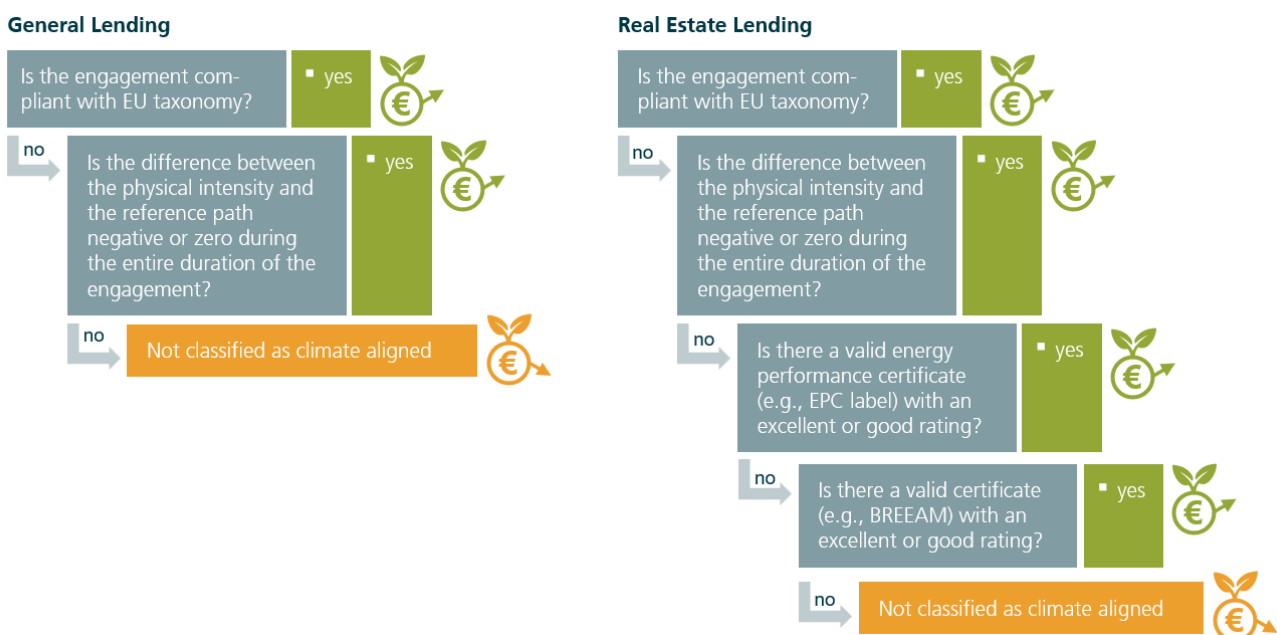 General Lending
Is the engagement com-
pliant with EU taxonomy?
▪ yes
€
no
Is the difference between
the physical intensity and
the reference path
negative or zero during
the entire duration of the
engagement?
▪ yes
€
no
Not classified as climate aligned
€
Real Estate Lending
Is the engagement com-
pliant with EU taxonomy?
▪ yes
€
no
Is the difference between
the physical intensity and
the reference path
negative or zero during
the entire duration of the
engagement?
▪ yes
€
no
Is there a valid energy
performance certificate
(e.g., EPC label) with an
excellent or good rating?
▪ yes
€
no
Is there a valid certificate
(e.g., BREEAM) with an
excellent or good rating?
▪ yes
€
no
Not classified as climate aligned
€